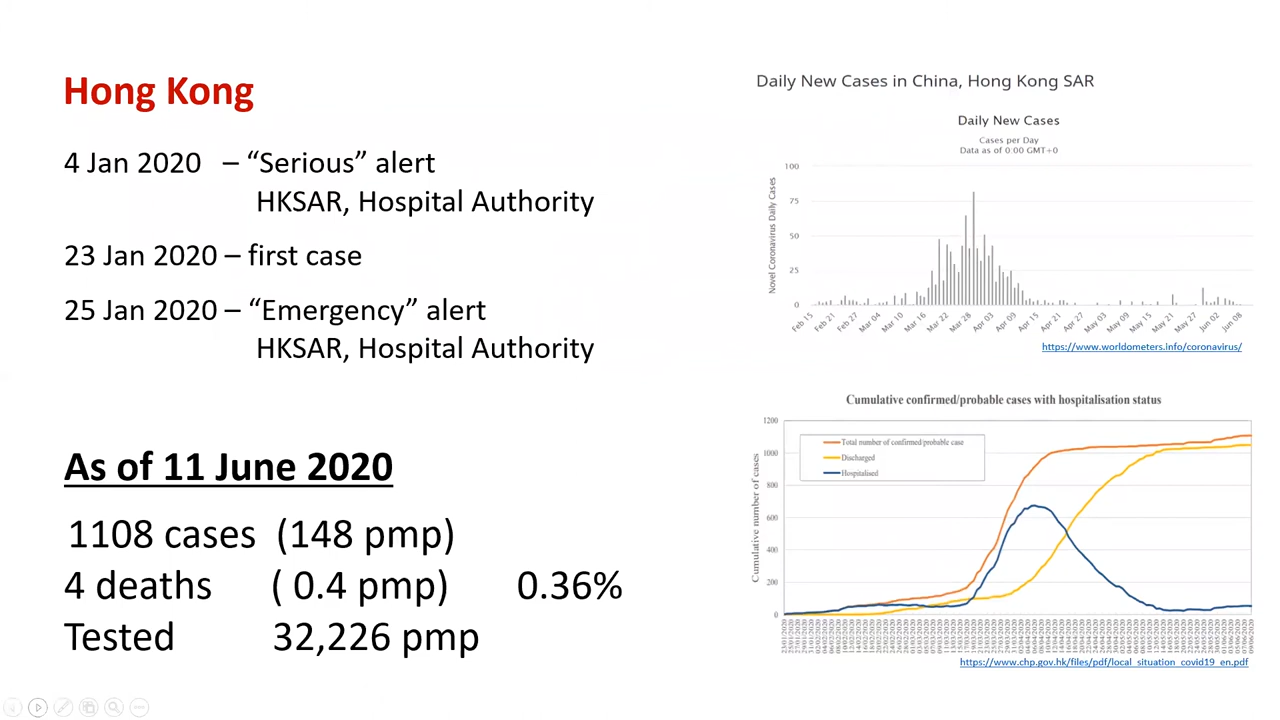 Hong Kong
4 Jan 2020 – “Serious” alert
HKSAR, Hospital Authority
23 Jan 2020 – first case
25 Jan 2020 – “Emergency” alert
HKSAR, Hospital Authority
As of 11 June 2020
1108 cases (148 pmp)
4 deaths ( 0.4 pmp) 0.36%
Tested 32,226 pmp
Daily New Cases in China, Hong Kong SAR
Daily New Cases
Cases per Day
Data as of 0:00 GMT+0
Novel Coronavirus Daily Cases
100
75
50
25
0
Feb 15 Feb 21 Feb 27 Mar 04 Mar 10 Mar 16 Mar 22 Mar 28 Apr 03 Apr 09 Apr 15 Apr 21 Apr 27 May 03 May 09 May 15 May 21 May 27 Jun 02 Jun 08
https://www.worldometers.info/coronavirus/
Cumulative confirmed/probable cases with hospitalisation status
Cumulative number of cases
1200
1000
800
600
400
200
0
Total number of confirmed/probable case
Discharged
Hospitalised
https://www.chp.gov.hk/files/pdf/local_situation_covid19_en.pdf